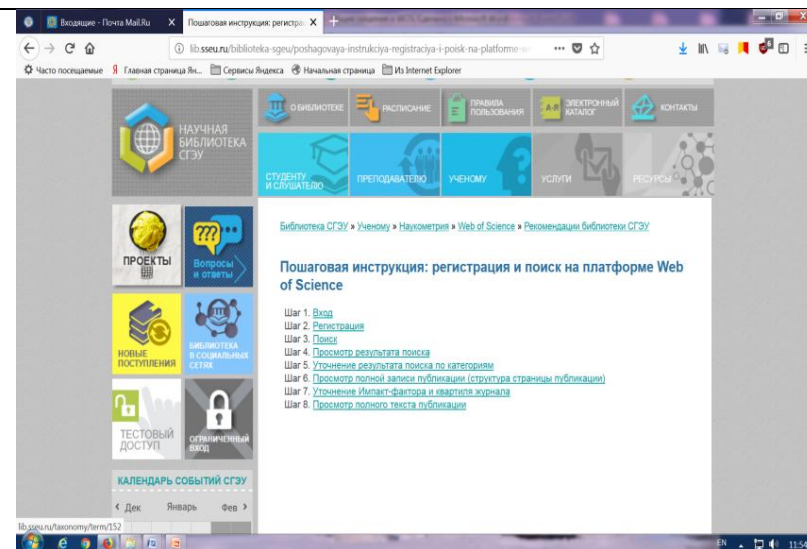 Входящие - Почта Mail.Ru
Пошаговая инструкция: регистра
lib.sseu.ru/biblioteka-sgeu/poshagovaya-instrukciya-registraciya-i-poisk-na-platforme-w
Часто посещаемые
Главная страница Ян...
Сервисы Яндекса
Начальная страница
Из Internet Explorer
НАУЧНАЯ
БИБЛИОТЕКА
СГЭУ
О БИБЛИОТЕКЕ
РАСПИСАНИЕ
ПРАВИЛА
ПОЛЬЗОВАНИЯ
А-Я
ЭЛЕКТРОННЫЙ
КАТАЛОГ
КОНТАКТЫ
СТУДЕНТУ
И СЛУШАТЕЛЮ
ПРЕПОДАВАТЕЛЮ
УЧЕНОМУ
УСЛУГИ
РЕСУРСЫ
ПРОЕКТЫ
???
Вопросы
и ответы
НОВЫЕ
ПОСТУПЛЕНИЯ
БИБЛИОТЕКА
В СОЦИАЛЬНЫХ
СЕТЯХ
ТЕСТОВЫЙ
ДОСТУП
ОГРАНИЧЕННЫЙ
ВХОД
Библиотека СГЭУ » Ученому » Наукометрия » Web of Science » Рекомендации библиотеки СГЭУ
Пошаговая инструкция: регистрация и поиск на платформе Web
of Science
Шаг 1. Вход
Шаг 2. Регистрация
Шаг 3. Поиск
Шаг 4. Просмотр результата поиска
Шаг 5. Уточнение результата поиска по категориям
Шаг 6. Просмотр полной записи публикации (структура страницы публикации)
Шаг 7. Уточнение Импакт-фактора и квартиля журнала
Шаг 8. Просмотр полного текста публикации
КАЛЕНДАРЬ СОБЫТИЙ СГЭУ
Дек Январь Фев
lib.sseu.ru/taxonomy/term/152
EN 11:54